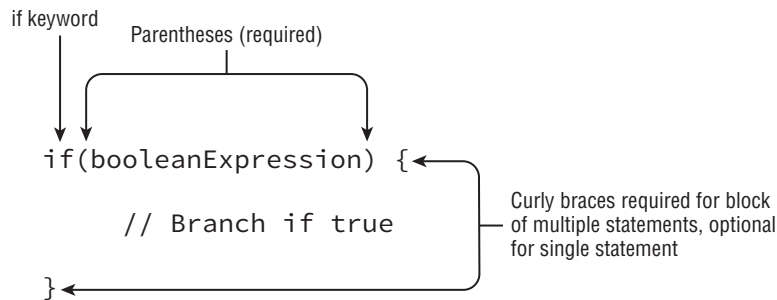 if keyword
Parentheses (required)
if(booleanExpression) {
// Branch if true
Curly braces required for block
of multiple statements, optional
for single statement
}